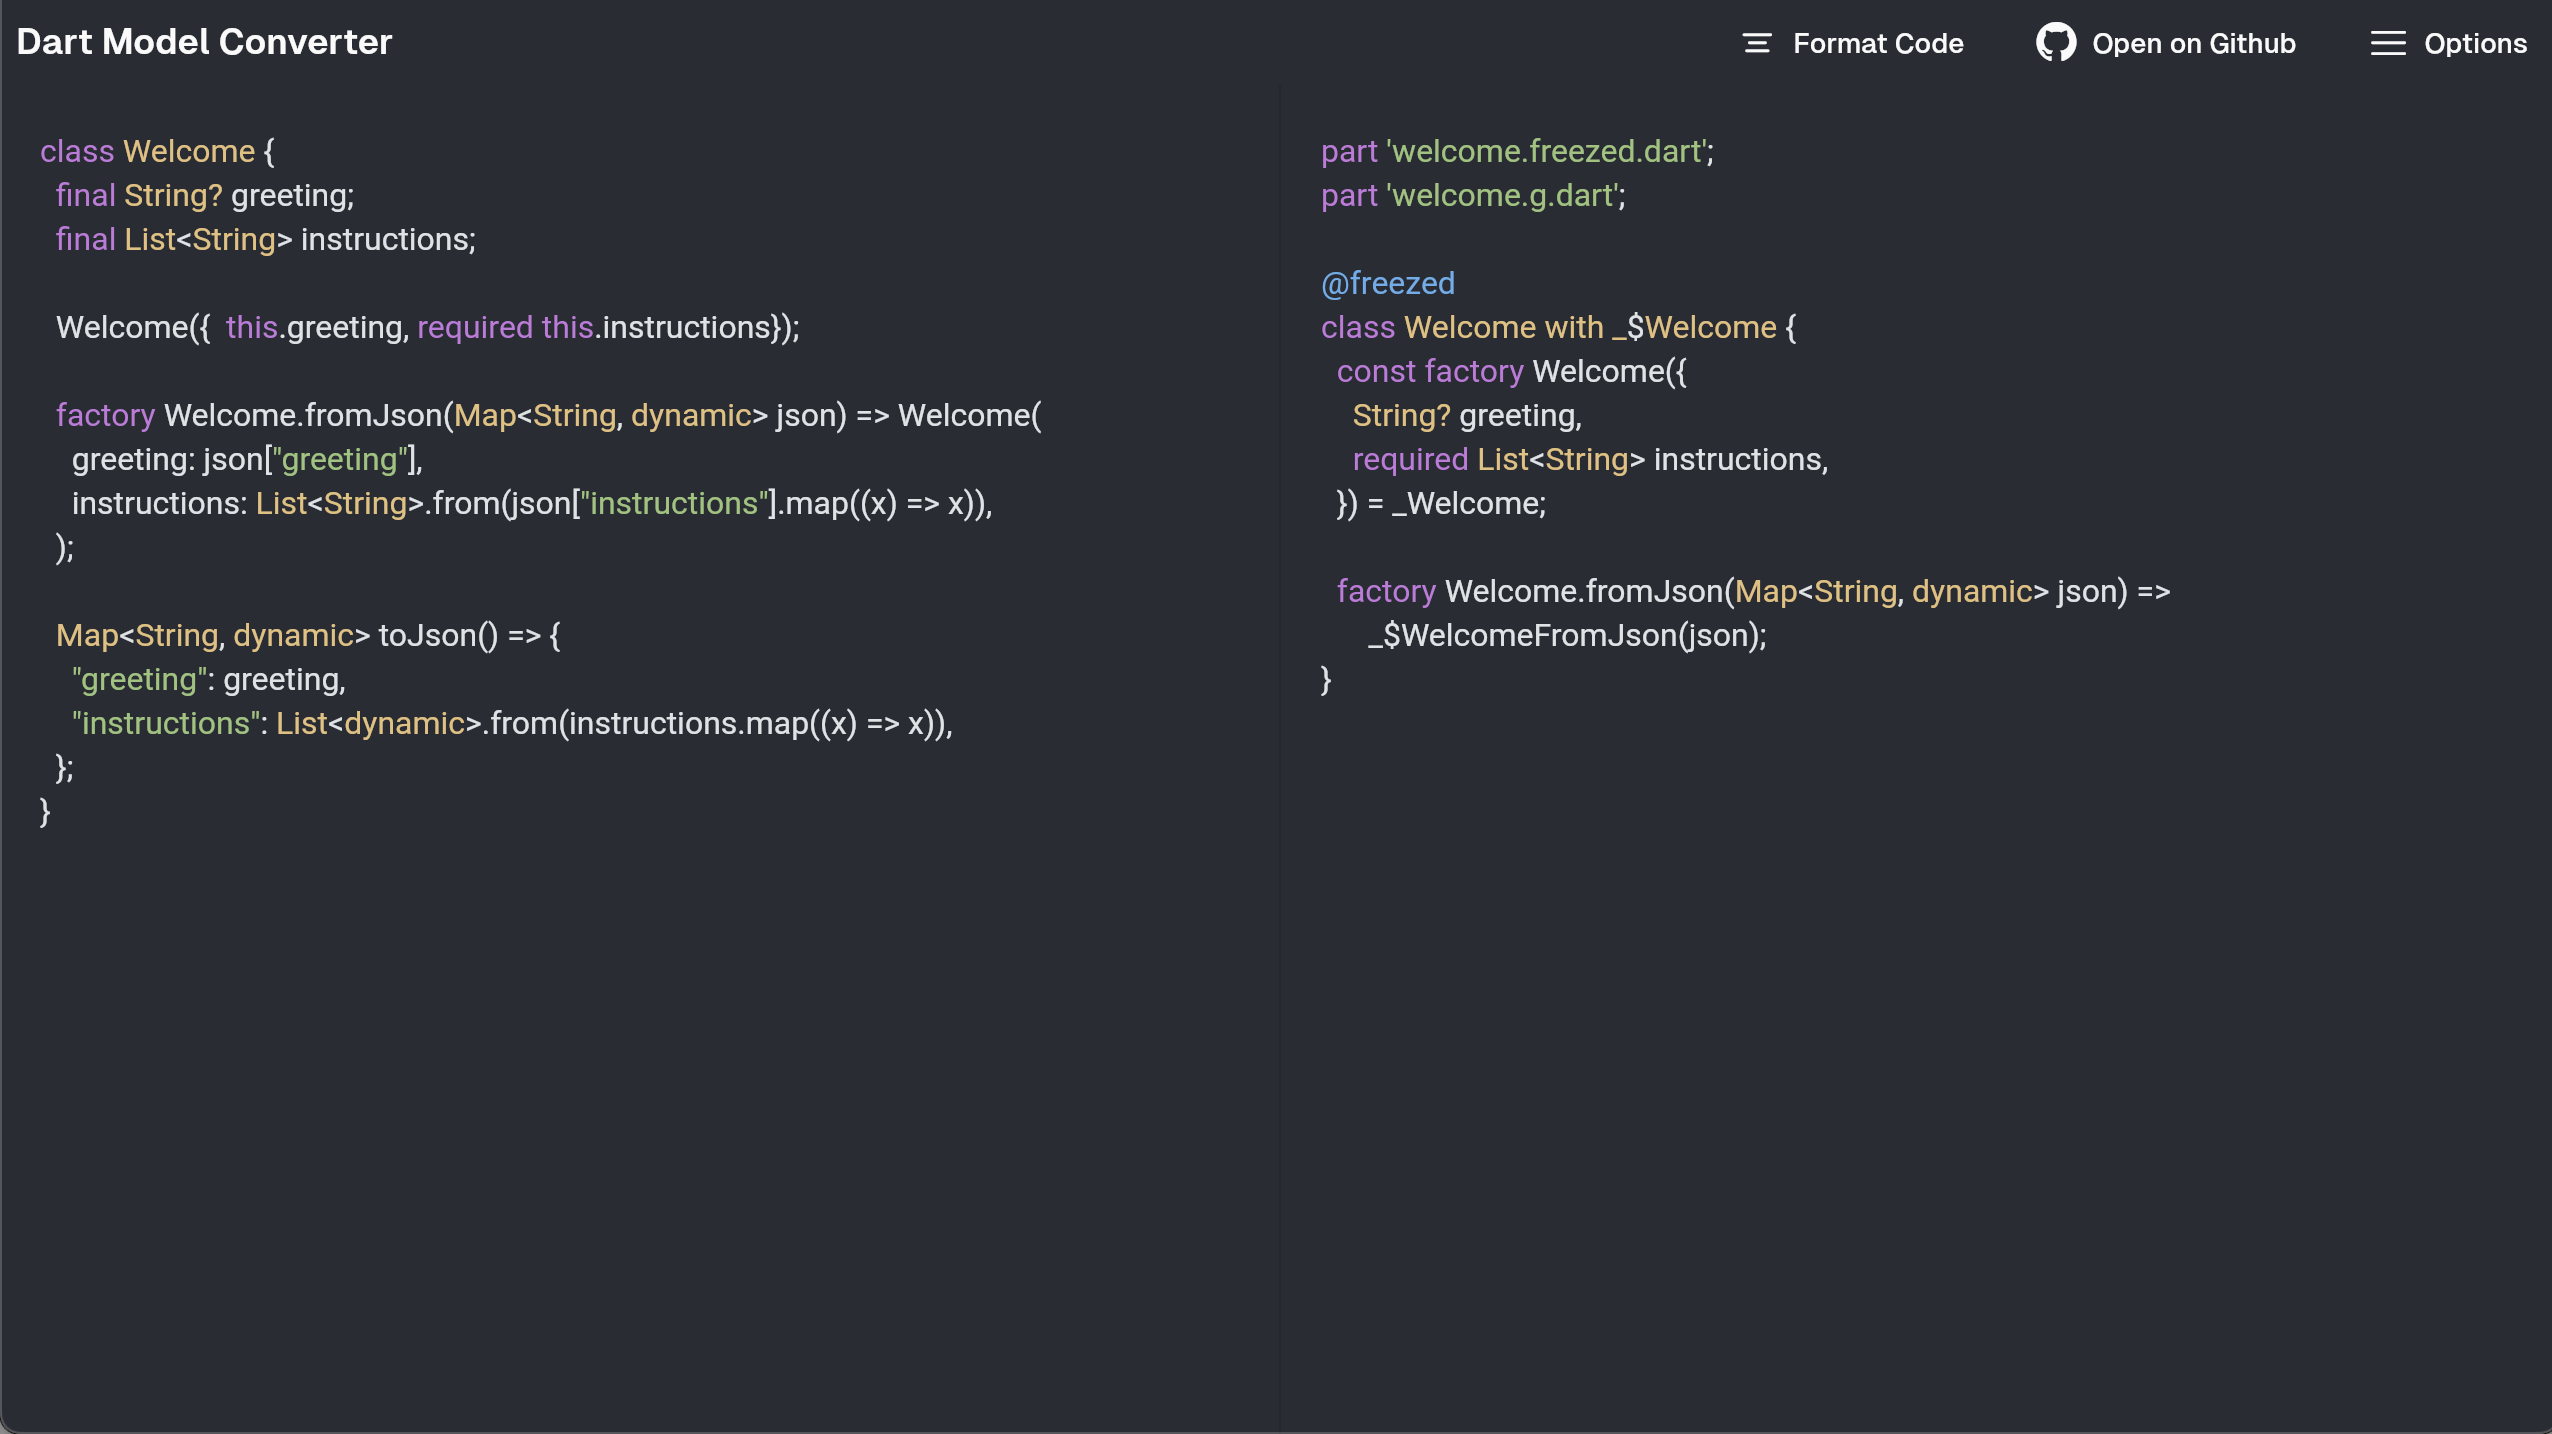 Dart Model Converter
Format Code
Open on Github
Options
class Welcome {
  final String? greeting;
  final List<String> instructions;

  Welcome({  this.greeting, required this.instructions});

  factory Welcome.fromJson(Map<String, dynamic> json) => Welcome(
    greeting: json["greeting"],
    instructions: List<String>.from(json["instructions"].map((x) => x)),
  );

  Map<String, dynamic> toJson() => {
    "greeting": greeting,
    "instructions": List<dynamic>.from(instructions.map((x) => x)),
  };
}
part 'welcome.freezed.dart';
part 'welcome.g.dart';

@freezed
class Welcome with _$Welcome {
  const factory Welcome({
    String? greeting,
    required List<String> instructions,
  }) = _Welcome;

  factory Welcome.fromJson(Map<String, dynamic> json) =>
      _$WelcomeFromJson(json);
}